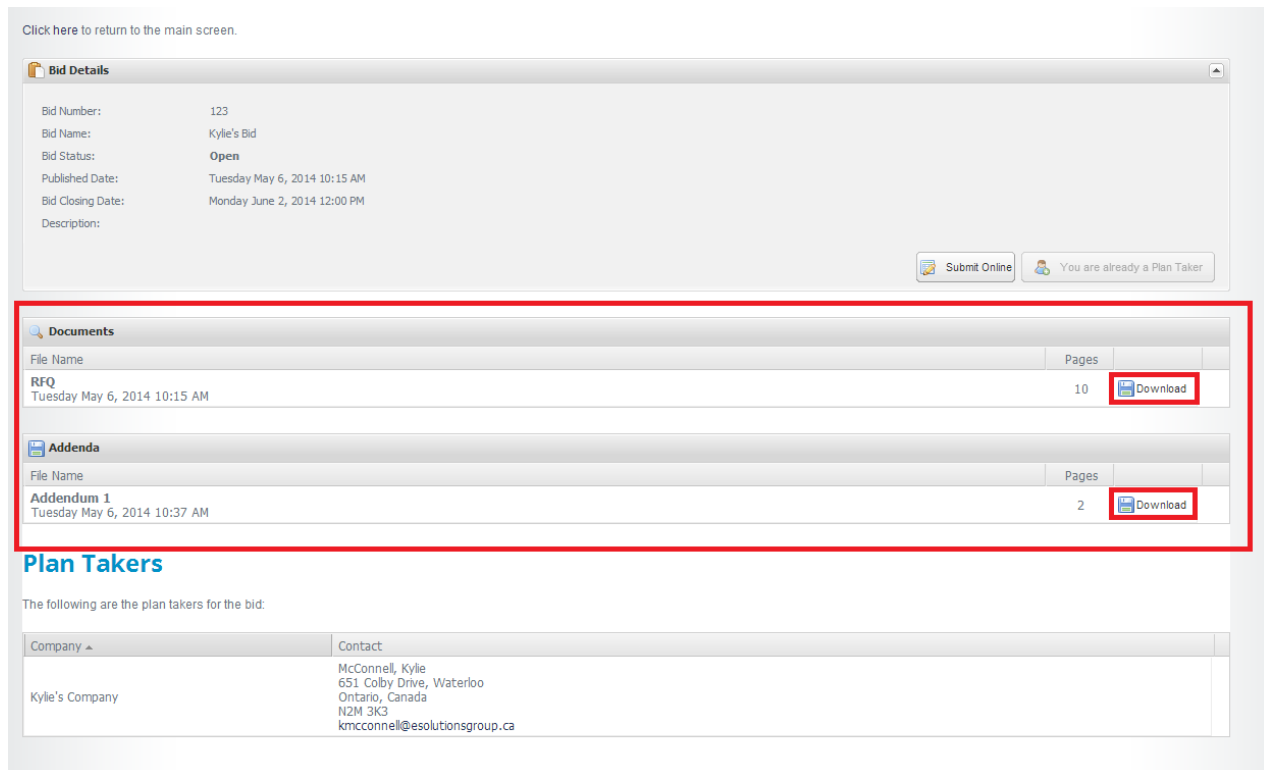 Click here to return to the main screen.
Bid Details
Bid Number: 123
Bid Name: Kylie's Bid
Bid Status: Open
Published Date: Tuesday May 6, 2014 10:15 AM
Bid Closing Date: Monday June 2, 2014 12:00 PM
Description:
Submit Online You are already a Plan Taker
Documents
File Name Pages
RFQ
Tuesday May 6, 2014 10:15 AM 10 Download
Addenda
File Name Pages
Addendum 1
Tuesday May 6, 2014 10:37 AM 2 Download
Plan Takers
The following are the plan takers for the bid:
Company Contact
Kylie's Company
McConnell, Kylie
651 Colby Drive, Waterloo
Ontario, Canada
N2M 3K3
kmcconnell@esolutionsgroup.ca